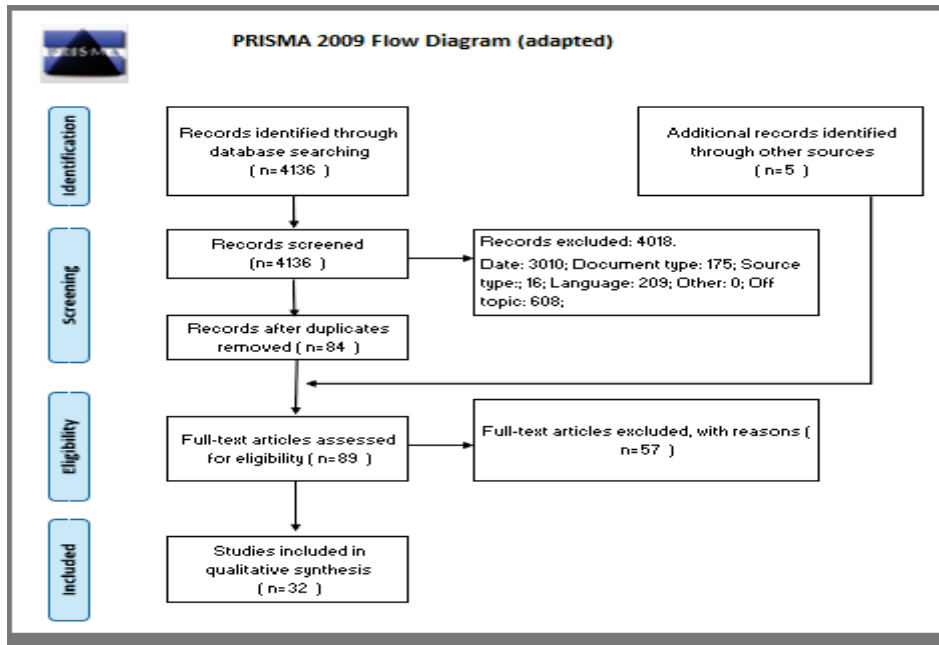 PRISMA 2009 Flow Diagram (adapted)
PRISMA
Identification
Records identified through
database searching
( n=4136 )
Additional records identified
through other sources
( n=5 )
Screening
Records screened
(n=4136 )
Records excluded: 4018.
Date: 3010; Document type: 175; Source
type:; 16; Language: 209; Other: 0; Off
topic: 608;
Records after duplicates
removed ( n=84 )
Eligibility
Full-text articles assessed
for eligibility ( n=89 )
Full-text articles excluded, with reasons (
n=57 )
Included
Studies included in
qualitative synthesis
( n=32 )